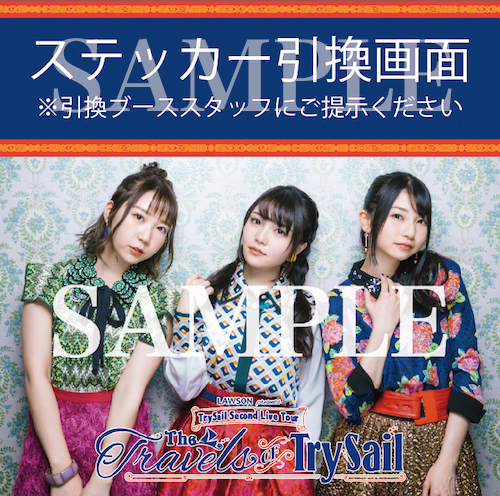 SAMPLE
ステッカー引換画面
※引換ブーススタッフにご提示ください
SAMPLE
LAWSON presents
TrySail Second Live Tour
The Travels of TrySail